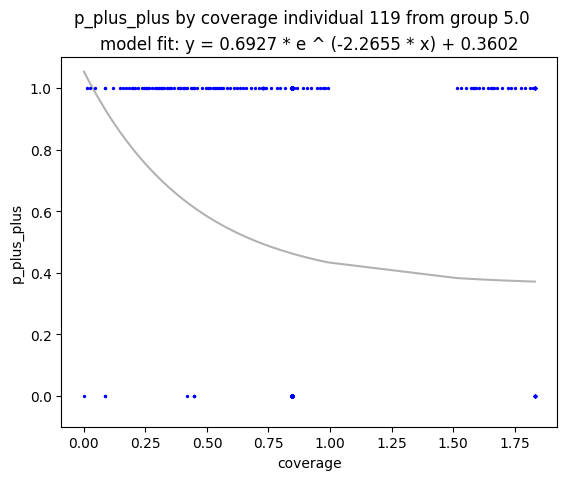 p_plus_plus by coverage individual 119 from group 5.0
model fit: y = 0.6927 * e ^ (-2.2655 * x) + 0.3602
1.0
0.8
0.6
0.4
0.2
0.0
p_plus_plus
0.00 0.25 0.50 0.75 1.00 1.25 1.50 1.75
coverage